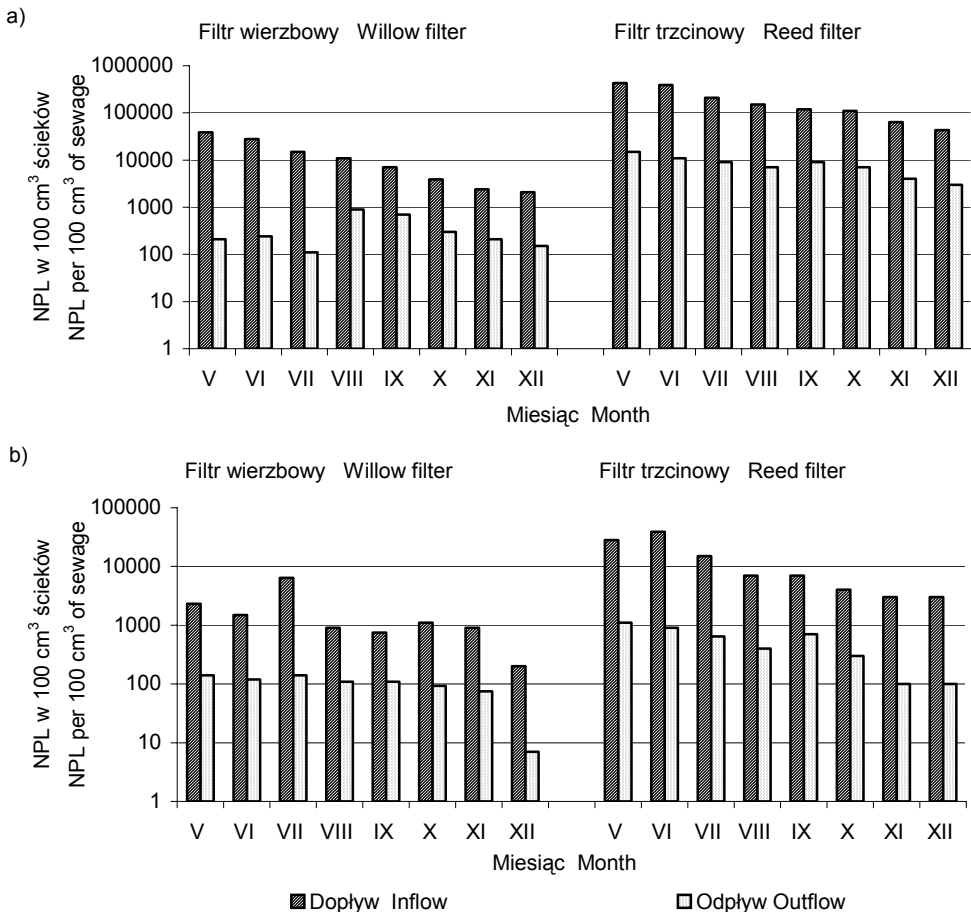 a)
Filtr wierzbowy Willow filter
Filtr trzcinowy Reed filter
NPL w 100 cm³ ścieków
NPL per 100 cm³ of sewage
1000000
100000
10000
1000
100
10
1
V VI VII VIII IX X XI XII V VI VII VIII IX X XI XII
Miesiąc Month
b)
Filtr wierzbowy Willow filter
Filtr trzcinowy Reed filter
NPL w 100 cm³ ścieków
NPL per 100 cm³ of sewage
100000
10000
1000
100
10
1
V VI VII VIII IX X XI XII V VI VII VIII IX X XI XII
Miesiąc Month
Dopływ Inflow
Odpływ Outflow